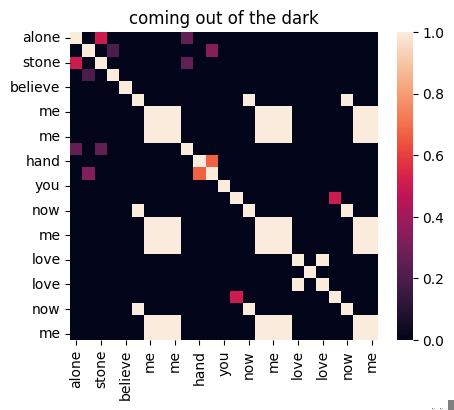 coming out of the dark
alone
stone
believe
me
me
hand
you
now
me
love
love
now
me
1.0
0.8
0.6
0.4
0.2
0.0
alone
stone
believe
me
me
hand
you
now
me
love
love
now
me